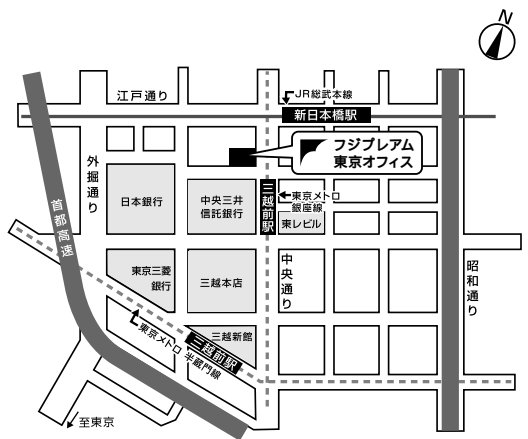 N
江戸通り
JR総武本線
新日本橋駅
フジプレアム
東京オフィス
外堀通り
日本銀行
中央三井
信託銀行
三越前駅
東京メトロ
銀座線
東レビル
首都高速
東京三菱
銀行
三越本店
中央通り
昭和通り
三越新館
三越前駅
東京メトロ 半蔵門線
至東京